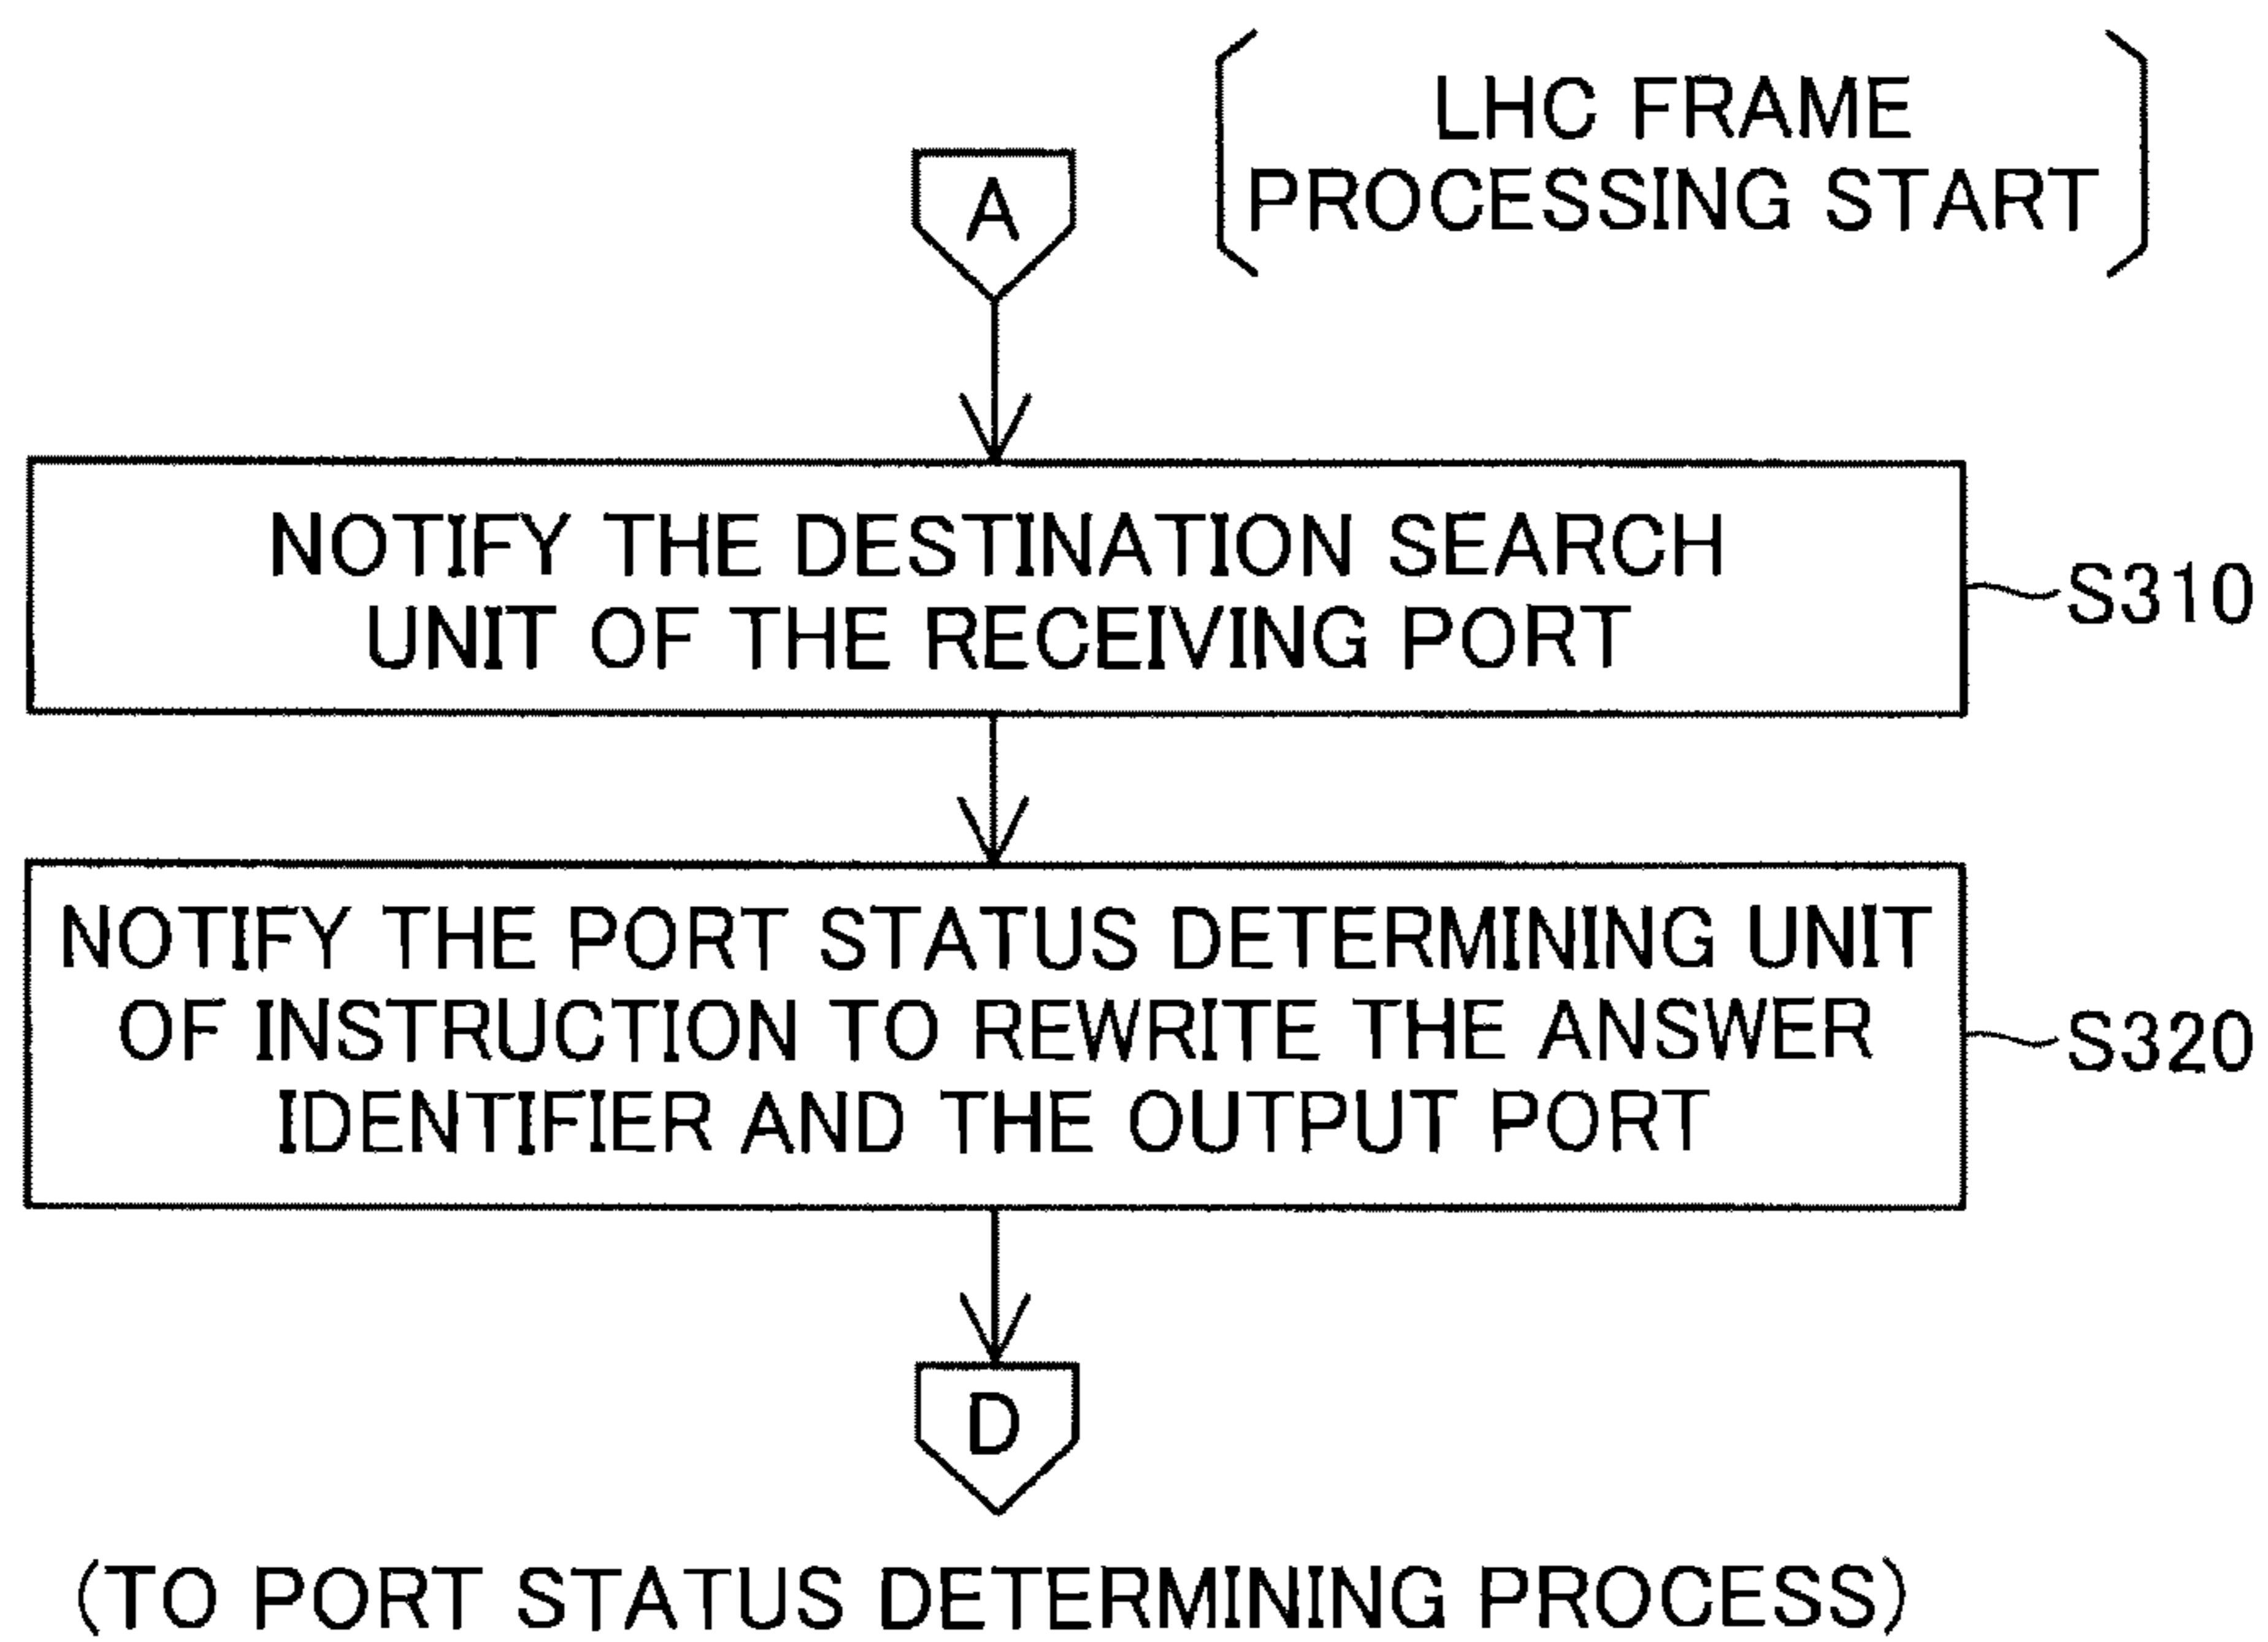 LHC FRAME
PROCESSING START
A
NOTIFY THE DESTINATION SEARCH
UNIT OF THE RECEIVING PORT
S310
NOTIFY THE PORT STATUS DETERMINING UNIT
OF INSTRUCTION TO REWRITE THE ANSWER
IDENTIFIER AND THE OUTPUT PORT
S320
D
(TO PORT STATUS DETERMINING PROCESS)